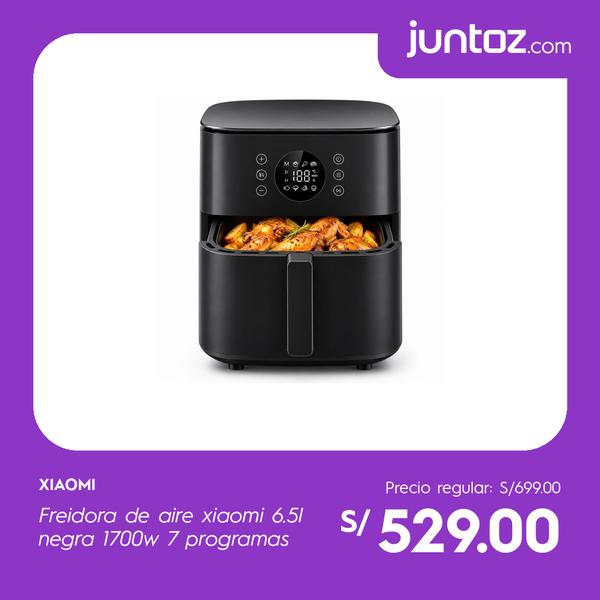 juntoz.com
M
188
XIAOMI
Freidora de aire xiaomi 6.5l
negra 1700w 7 programas
Precio regular: S/699.00
S/ 529.00